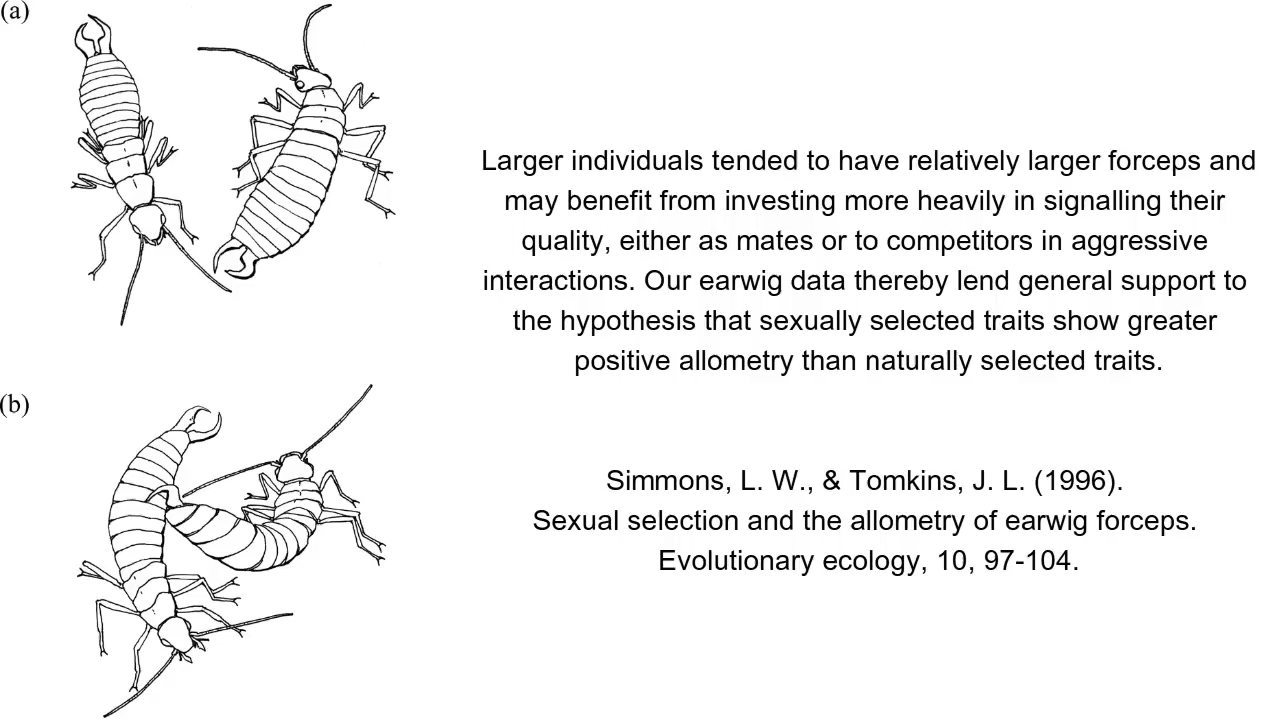 (a)
Larger individuals tended to have relatively larger forceps and
may benefit from investing more heavily in signalling their
quality, either as mates or to competitors in aggressive
interactions. Our earwig data thereby lend general support to
the hypothesis that sexually selected traits show greater
positive allometry than naturally selected traits.
(b)
Simmons, L. W., & Tomkins, J. L. (1996).
Sexual selection and the allometry of earwig forceps.
Evolutionary ecology, 10, 97-104.